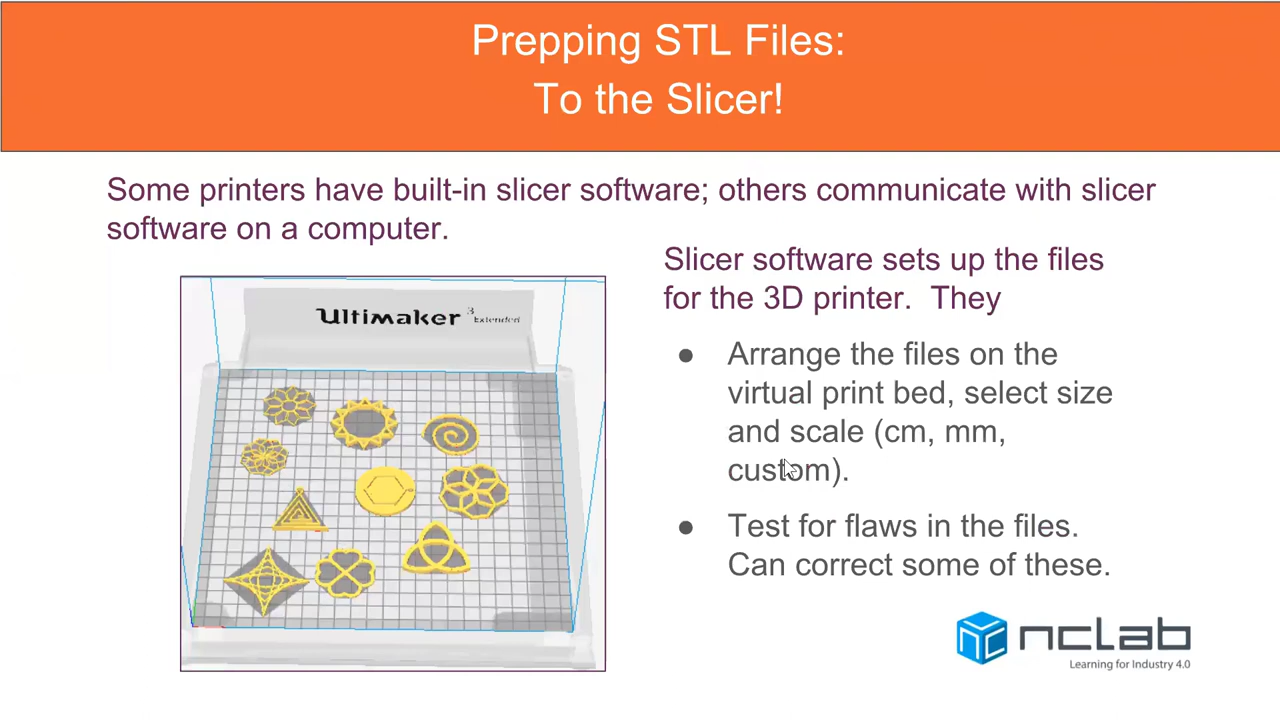 Prepping STL Files:
To the Slicer!
Some printers have built-in slicer software; others communicate with slicer
software on a computer.
Ultimaker 3 Extended
Slicer software sets up the files
for the 3D printer. They
● Arrange the files on the
virtual print bed, select size
and scale (cm, mm,
custom).
● Test for flaws in the files.
Can correct some of these.
nclab
Learning for Industry 4.0